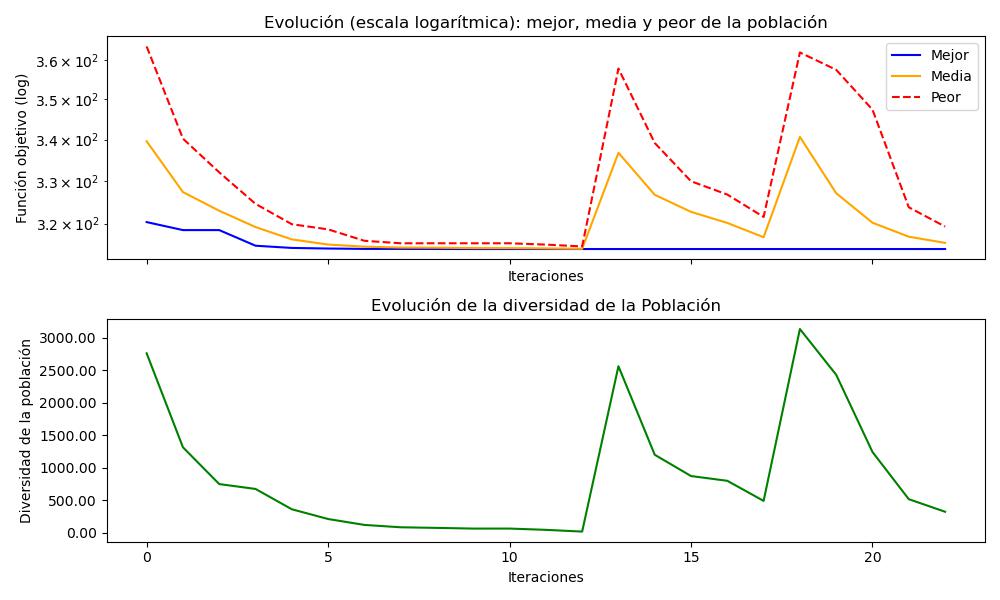 Evolución (escala logarítmica): mejor, media y peor de la población
Función objetivo (log)
3.6 × 10²
3.5 × 10²
3.4 × 10²
3.3 × 10²
3.2 × 10²
Mejor
Media
Peor
Iteraciones
Evolución de la diversidad de la Población
Diversidad de la población
3000.00
2500.00
2000.00
1500.00
1000.00
500.00
0.00
0 5 10 15 20
Iteraciones